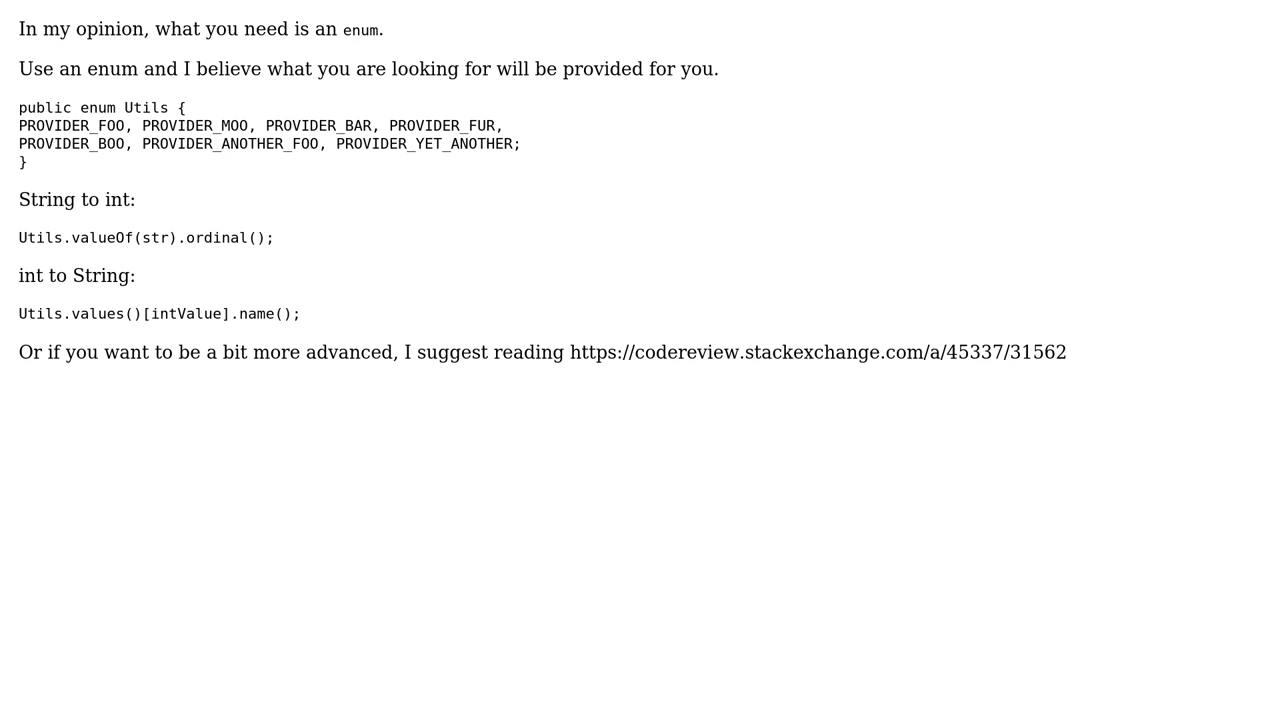 In my opinion, what you need is an enum.
Use an enum and I believe what you are looking for will be provided for you.
public enum Utils {
PROVIDER_FOO, PROVIDER_MOO, PROVIDER_BAR, PROVIDER_FUR,
PROVIDER_BOO, PROVIDER_ANOTHER_FOO, PROVIDER_YET_ANOTHER;
}
String to int:
Utils.valueOf(str).ordinal();
int to String:
Utils.values()[intValue].name();
Or if you want to be a bit more advanced, I suggest reading https://codereview.stackexchange.com/a/45337/31562